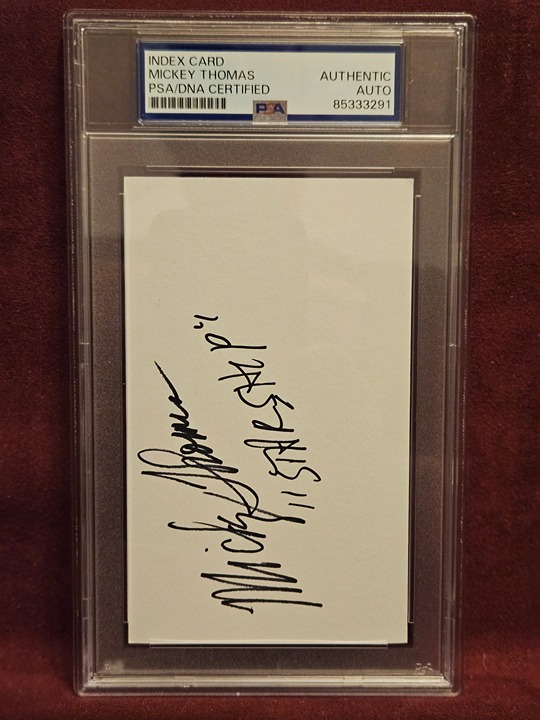 INDEX CARD
MICKEY THOMAS
PSA/DNA CERTIFIED
AUTHENTIC
AUTO
85333291
PSA
Mickey Thomas
"STARSHIP"